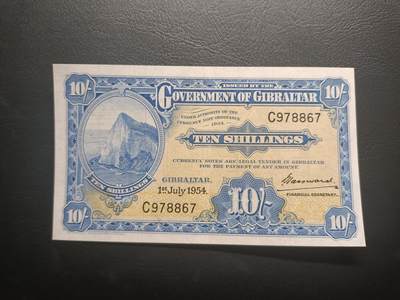 10/-
ISSUED BY THE
10/-
GOVERNMENT OF GIBRALTAR
UNDER AUTHORITY OF THE
CURRENCY NOTE ORDINANCE
C978867
TEN SHILLINGS
CURRENCY NOTES ARE LEGAL TENDER IN GIBRALTAR
FOR THE PAYMENT OF ANY AMOUNT.
TEN SHILLINGS
GIBRALTAR,
1st July 1954.
FINANCIAL SECRETARY.
C978867
10/-
10/-
10/-